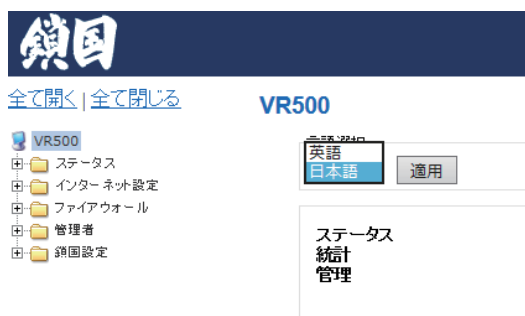 鎖国
全て開く | 全て閉じる
VR500
VR500
ステータス
インターネット設定
ファイアウォール
管理者
鎖国設定
英語
日本語
適用
ステータス
統計
管理